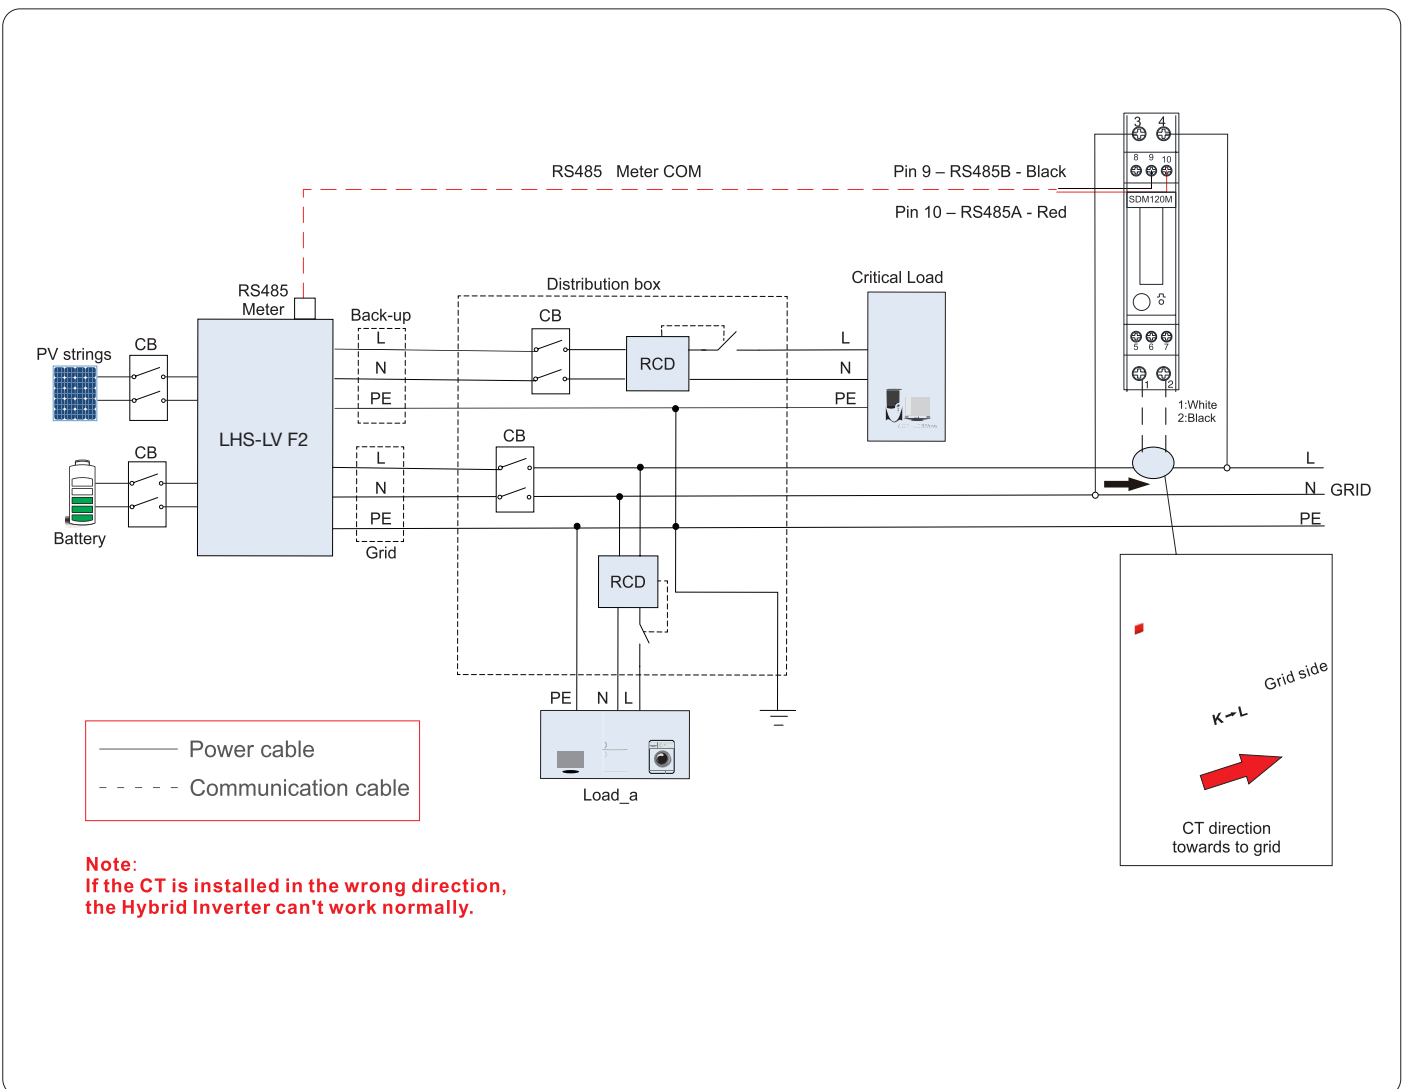 3 4
8 9 10
RS485 Meter COM
Pin 9 – RS485B - Black
Pin 10 – RS485A - Red
SDM120M
5 6 7
1 2
1:White
2:Black
RS485
Meter
Back-up
L
N
PE
Distribution box
CB
RCD
Critical Load
L
N
PE
PV strings
CB
LHS-LV F2
CB
Battery
L
N
PE
Grid
CB
L
N GRID
PE
RCD
PE N L
Load_a
Grid side
K→L
CT direction
towards to grid
Power cable
Communication cable
Note:
If the CT is installed in the wrong direction,
the Hybrid Inverter can't work normally.